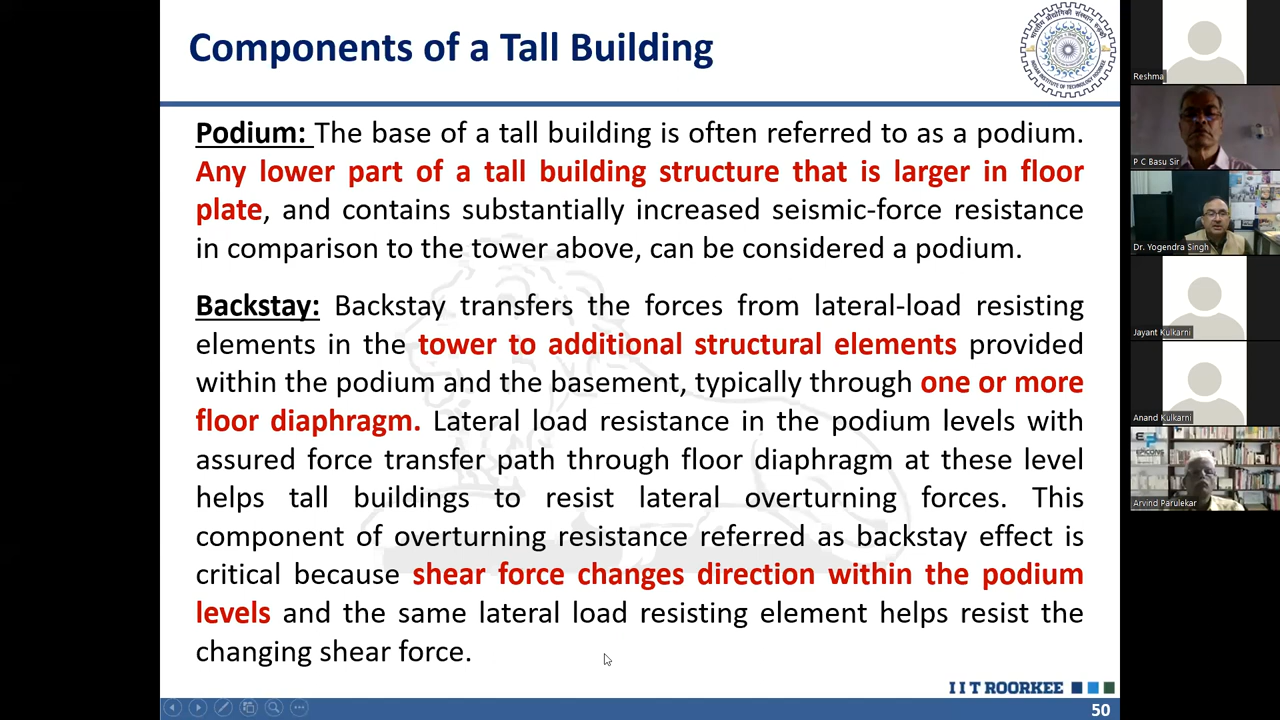 Components of a Tall Building
Podium: The base of a tall building is often referred to as a podium.
Any lower part of a tall building structure that is larger in floor
plate, and contains substantially increased seismic-force resistance
in comparison to the tower above, can be considered a podium.
Backstay: Backstay transfers the forces from lateral-load resisting
elements in the tower to additional structural elements provided
within the podium and the basement, typically through one or more
floor diaphragm. Lateral load resistance in the podium levels with
assured force transfer path through floor diaphragm at these level
helps tall buildings to resist lateral overturning forces. This
component of overturning resistance referred as backstay effect is
critical because shear force changes direction within the podium
levels and the same lateral load resisting element helps resist the
changing shear force.
I I T ROORKEE
50
Reshma
P C Basu Sir
Dr. Yogendra Singh
Jayant Kulkarni
Anand Kulkarni
Arvind Parulekar